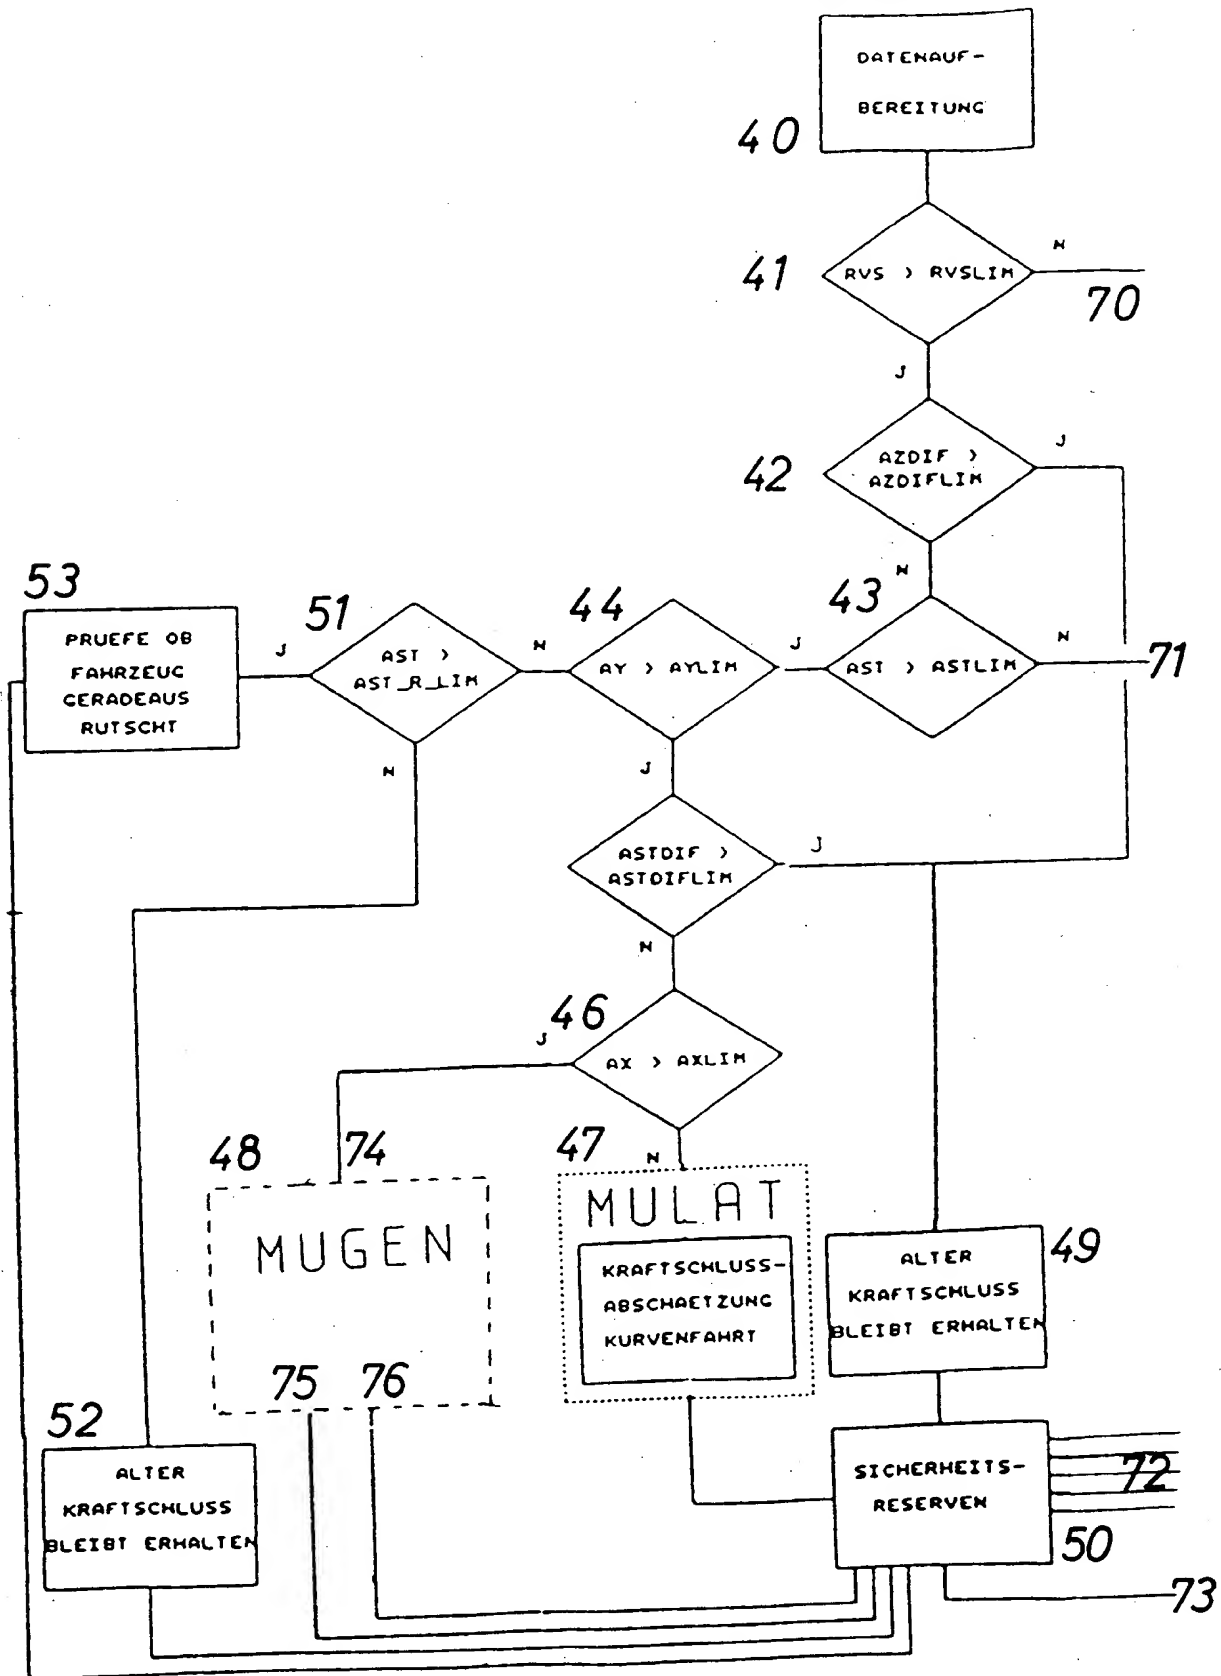 DATENAUF-
BEREITUNG
40
41
RVS > RVSLIM
N
70
J
42
AZDIF >
AZDIFLIM
J
N
53
51
44
43
PRUEFE OB
FAHRZEUG
GERADEAUS
RUTSCHT
J
AST >
AST_R_LIM
N
AY > AYLIM
J
AST > ASTLIM
N
71
N
J
ASTDIF >
ASTDIFLIM
J
N
46
J
AX > AXLIM
48
74
47
N
MUGEN
MULAT
KRAFTSCHLUSS-
ABSCHAETZUNG
KURVENFAHRT
49
ALTER
KRAFTSCHLUSS
BLEIBT ERHALTEN
75
76
52
ALTER
KRAFTSCHLUSS
BLEIBT ERHALTEN
SICHERHEITS-
RESERVEN
72
50
73